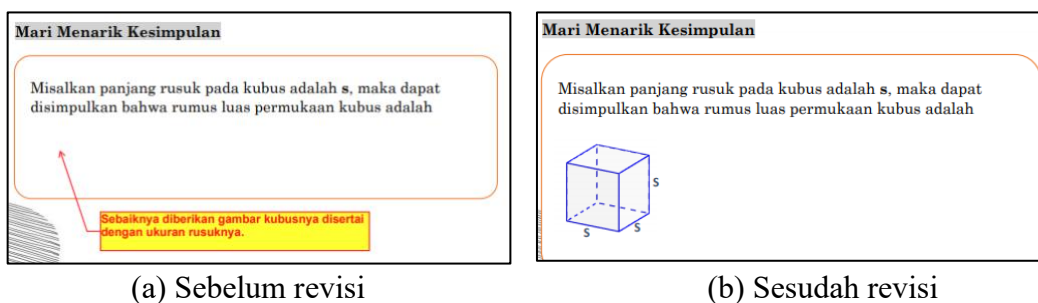 Mari Menarik Kesimpulan
Misalkan panjang rusuk pada kubus adalah s, maka dapat
disimpulkan bahwa rumus luas permukaan kubus adalah
Sebaiknya diberikan gambar kubusnya disertai
dengan ukuran rusuknya.
(a) Sebelum revisi
Mari Menarik Kesimpulan
Misalkan panjang rusuk pada kubus adalah s, maka dapat
disimpulkan bahwa rumus luas permukaan kubus adalah
s
s
s
(b) Sesudah revisi